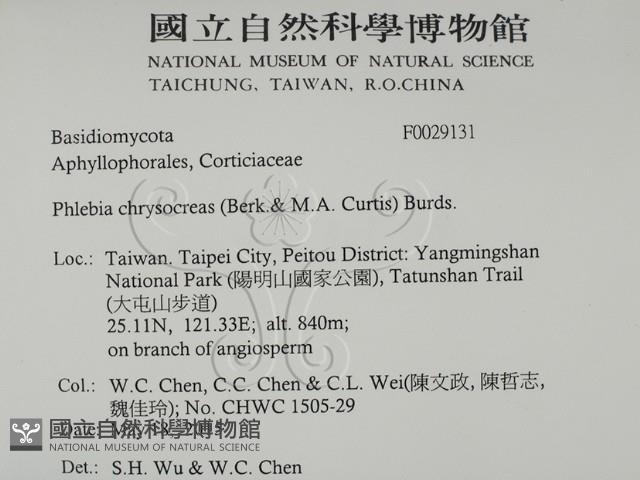 國立自然科學博物館
NATIONAL MUSEUM OF NATURAL SCIENCE
TAICHUNG, TAIWAN, R.O.CHINA
Basidiomycota F0029131
Aphyllophorales, Corticiaceae
Phlebia chrysocreas (Berk.& M.A. Curtis) Burds.
Loc.: Taiwan. Taipei City, Peitou District: Yangmingshan
National Park (陽明山國家公園), Tatunshan Trail
(大屯山步道)
25.11N, 121.33E; alt. 840m;
on branch of angiosperm
Col.: W.C. Chen, C.C. Chen & C.L. Wei(陳文政, 陳哲志,
魏佳玲); No. CHWC 1505-29
Date: May
國立自然科學博物館
NATIONAL MUSEUM OF NATURAL SCIENCE
Det.: S.H. Wu & W.C. Chen